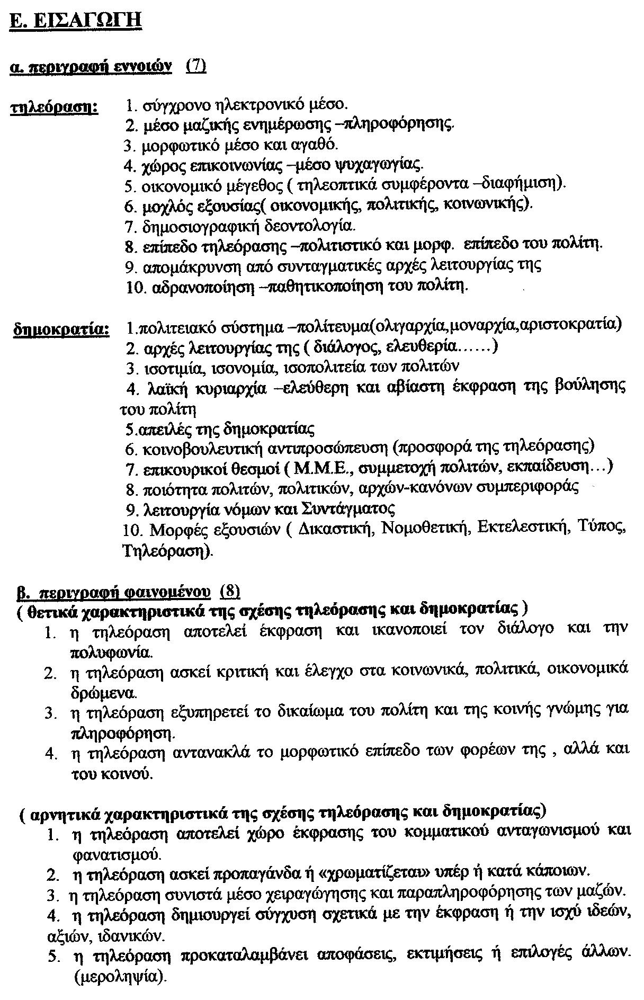 Ε. ΕΙΣΑΓΩΓΗ
α. περιγραφή εννοιών (7)
τηλεόραση: 1. σύγχρονο ηλεκτρονικό μέσο.
2. μέσο μαζικής ενημέρωσης –πληροφόρησης.
3. μορφωτικό μέσο και αγαθό.
4. χώρος επικοινωνίας –μέσο ψυχαγωγίας.
5. οικονομικό μέγεθος ( τηλεοπτικά συμφέροντα –διαφήμιση).
6. μοχλός εξουσίας( οικονομικής, πολιτικής, κοινωνικής).
7. δημοσιογραφική δεοντολογία.
8. επίπεδο τηλεόρασης –πολιτιστικό και μορφ. επίπεδο του πολίτη.
9. απομάκρυνση από συνταγματικές αρχές λειτουργίας της
10. αδρανοποίηση –παθητικοποίηση του πολίτη.
δημοκρατία: 1.πολιτειακό σύστημα –πολίτευμα(ολιγαρχία,μοναρχία,αριστοκρατία)
2. αρχές λειτουργίας της ( διάλογος, ελευθερία......)
3. ισοτιμία, ισονομία, ισοπολιτεία των πολιτών
4. λαϊκή κυριαρχία –ελεύθερη και αβίαστη έκφραση της βούλησης
του πολίτη
5.απειλές της δημοκρατίας
6. κοινοβουλευτική αντιπροσώπευση (προσφορά της τηλεόρασης)
7. επικουρικοί θεσμοί ( Μ.Μ.Ε., συμμετοχή πολιτών, εκπαίδευση...)
8. ποιότητα πολιτών, πολιτικών, αρχών-κανόνων συμπεριφοράς
9. λειτουργία νόμων και Συντάγματος
10. Μορφές εξουσιών ( Δικαστική, Νομοθετική, Εκτελεστική, Τύπος,
Τηλεόραση).
β. περιγραφή φαινομένου (8)
( θετικά χαρακτηριστικά της σχέσης τηλεόρασης και δημοκρατίας )
1. η τηλεόραση αποτελεί έκφραση και ικανοποιεί τον διάλογο και την
πολυφωνία.
2. η τηλεόραση ασκεί κριτική και έλεγχο στα κοινωνικά, πολιτικά, οικονομικά
δρώμενα.
3. η τηλεόραση εξυπηρετεί το δικαίωμα του πολίτη και της κοινής γνώμης για
πληροφόρηση.
4. η τηλεόραση αντανακλά το μορφωτικό επίπεδο των φορέων της , αλλά και
του κοινού.
( αρνητικά χαρακτηριστικά της σχέσης τηλεόρασης και δημοκρατίας)
1. η τηλεόραση αποτελεί χώρο έκφρασης του κομματικού ανταγωνισμού και
φανατισμού.
2. η τηλεόραση ασκεί προπαγάνδα ή «χρωματίζεται» υπέρ ή κατά κάποιων.
3. η τηλεόραση συνιστά μέσο χειραγώγησης και παραπληροφόρησης των μαζών.
4. η τηλεόραση δημιουργεί σύγχυση σχετικά με την έκφραση ή την ισχύ ιδεών,
αξιών, ιδανικών.
5. η τηλεόραση προκαταλαμβάνει αποφάσεις, εκτιμήσεις ή επιλογές άλλων.
(μεροληψία).